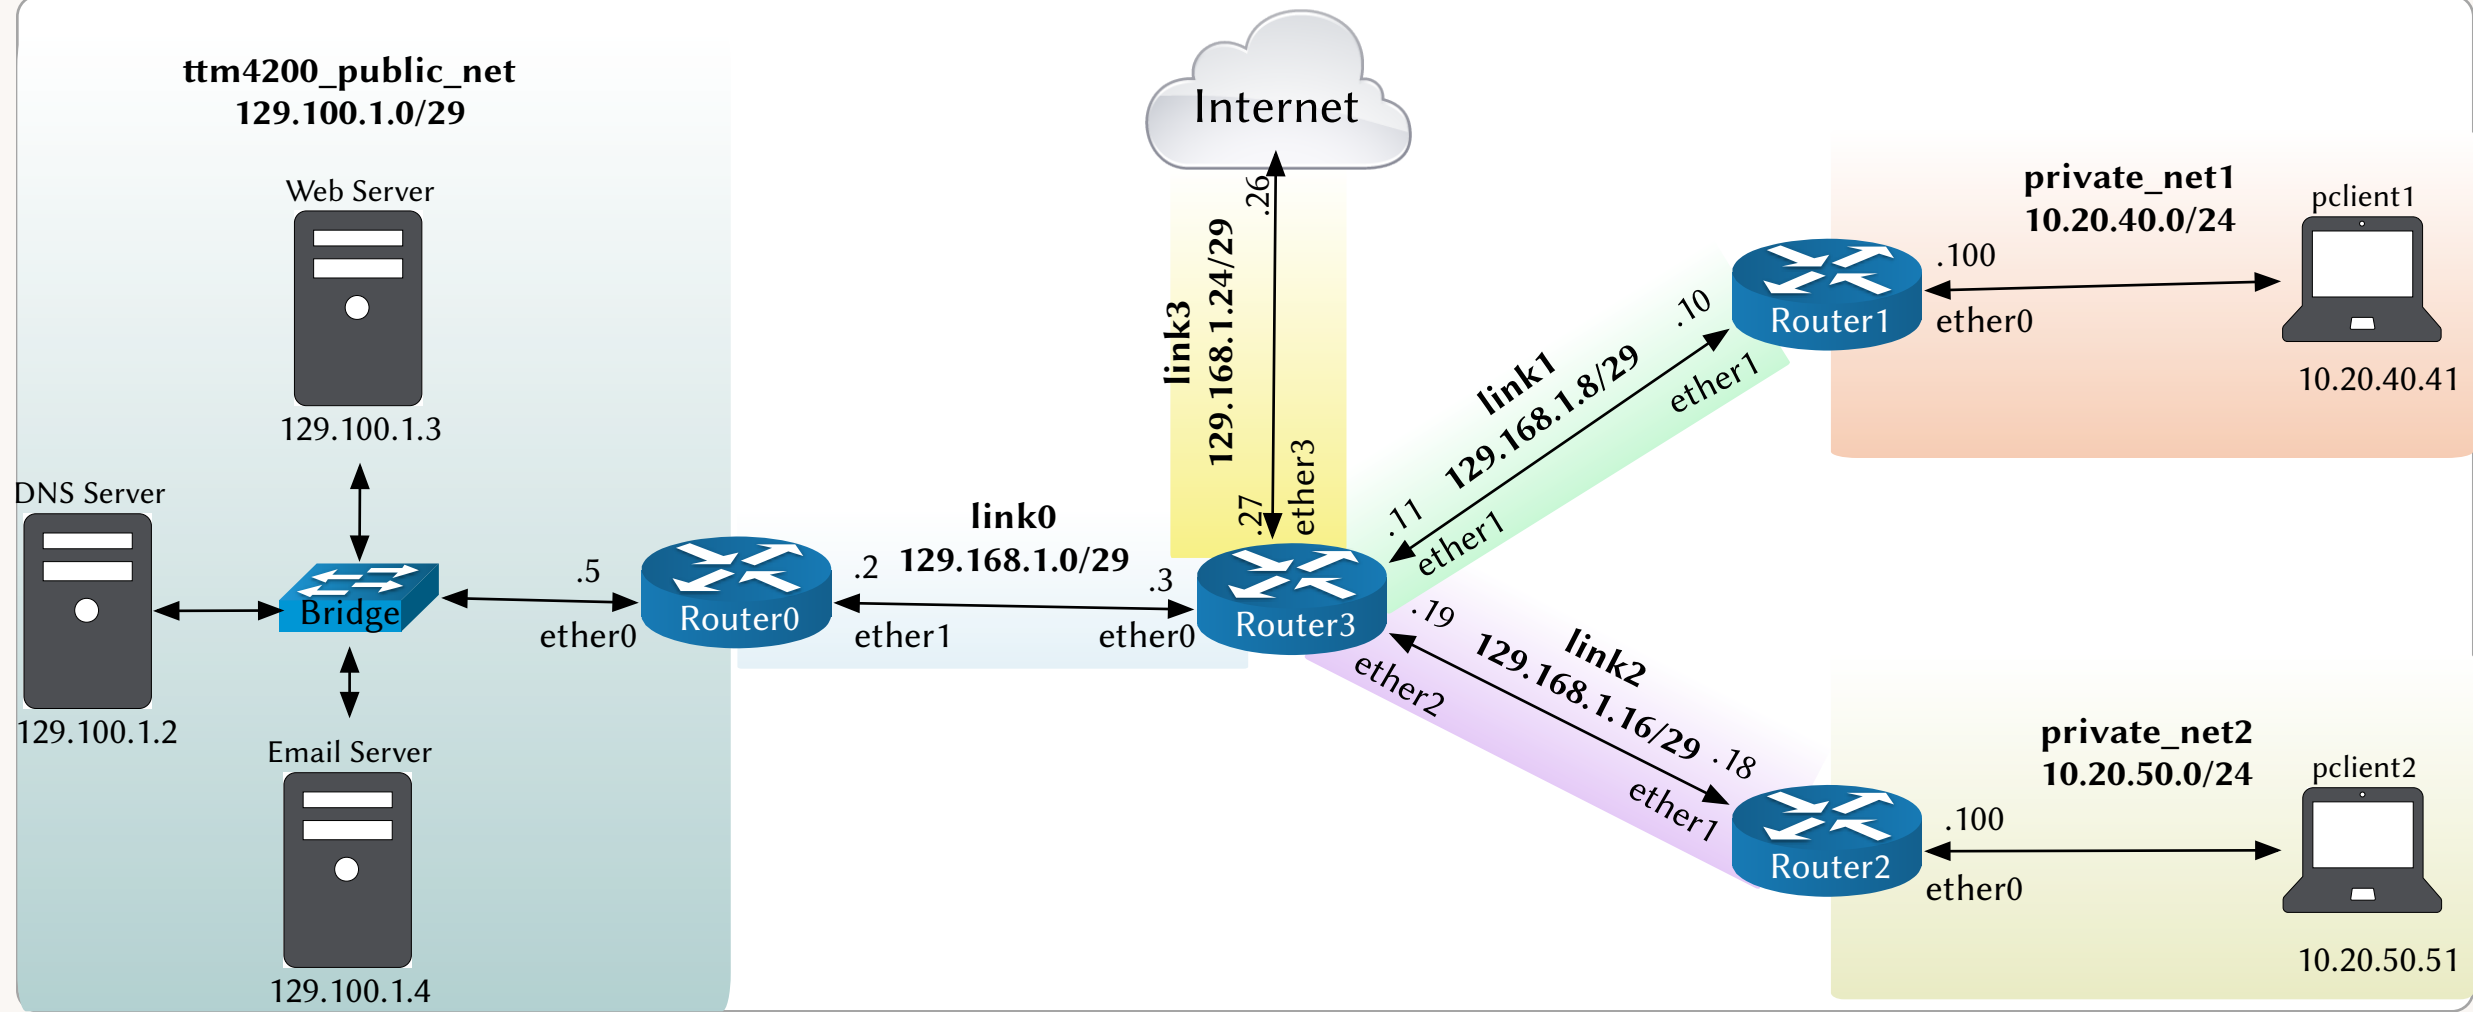 ttm4200_public_net
129.100.1.0/29
Web Server
129.100.1.3
DNS Server
129.100.1.2
Bridge
Email Server
129.100.1.4
.5
ether0
Router0
.2
ether1
link0
129.168.1.0/29
.3
ether0
Router3
Internet
.26
link3
129.168.1.24/29
.27
ether3
link1
129.168.1.8/29
.10
ether1
.11
ether1
Router1
.100
ether0
private_net1
10.20.40.0/24
pclient1
10.20.40.41
.19
ether2
link2
129.168.1.16/29
.18
ether1
Router2
.100
ether0
private_net2
10.20.50.0/24
pclient2
10.20.50.51